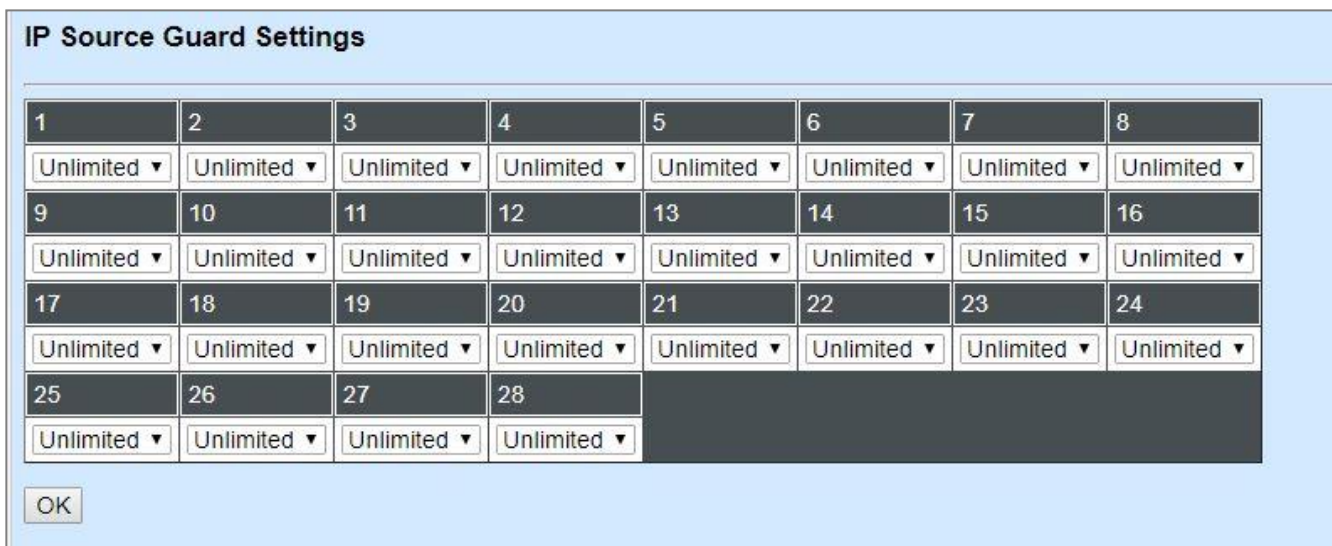 IP Source Guard Settings
1 2 3 4 5 6 7 8
Unlimited Unlimited Unlimited Unlimited Unlimited Unlimited Unlimited Unlimited
9 10 11 12 13 14 15 16
Unlimited Unlimited Unlimited Unlimited Unlimited Unlimited Unlimited Unlimited
17 18 19 20 21 22 23 24
Unlimited Unlimited Unlimited Unlimited Unlimited Unlimited Unlimited Unlimited
25 26 27 28
Unlimited Unlimited Unlimited Unlimited
OK